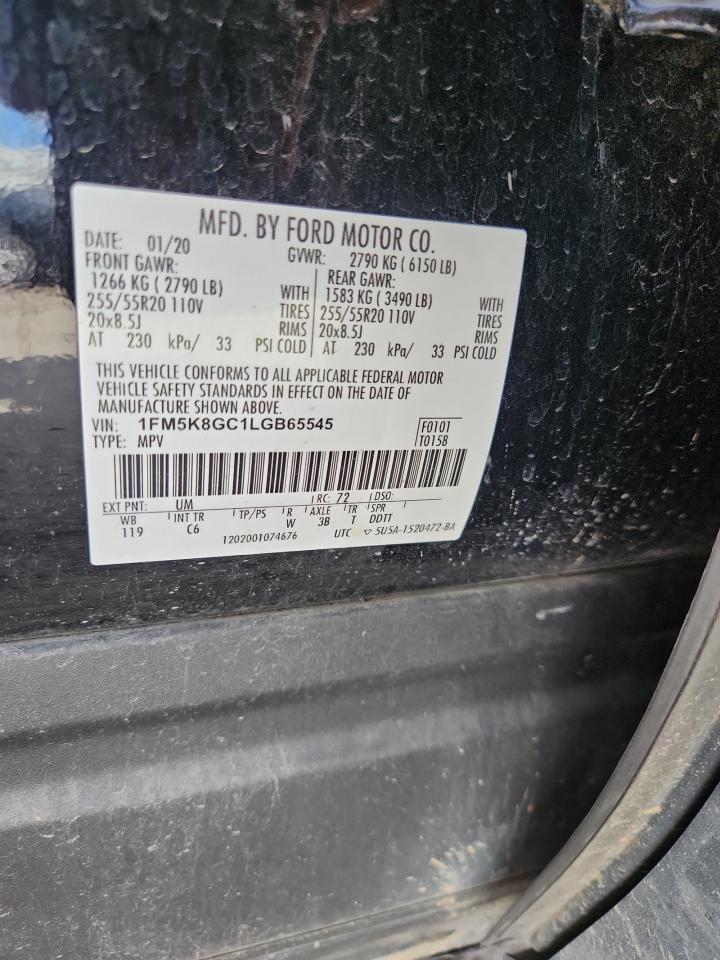 MFD. BY FORD MOTOR CO.
DATE: 01/20 GVWR: 2790 KG ( 6150 LB)
FRONT GAWR: REAR GAWR:
1266 KG ( 2790 LB) WITH 1583 KG ( 3490 LB) WITH
255/55R20 110V TIRES 255/55R20 110V TIRES
20x8.5J RIMS 20x8.5J RIMS
AT 230 kPa/ 33 PSI COLD AT 230 kPa/ 33 PSI COLD
THIS VEHICLE CONFORMS TO ALL APPLICABLE FEDERAL MOTOR
VEHICLE SAFETY STANDARDS IN EFFECT ON THE DATE OF
MANUFACTURE SHOWN ABOVE.
VIN: 1FM5K8GC1LGB65545 F0101
TYPE: MPV T0158
EXT PNT: UM RC: 72 DSO:
WB INT TR TP/PS R AXLE TR SPR
119 C6 W 3B T DDTT
1202001074676 UTC ▽ 5U5A-1520472-BA